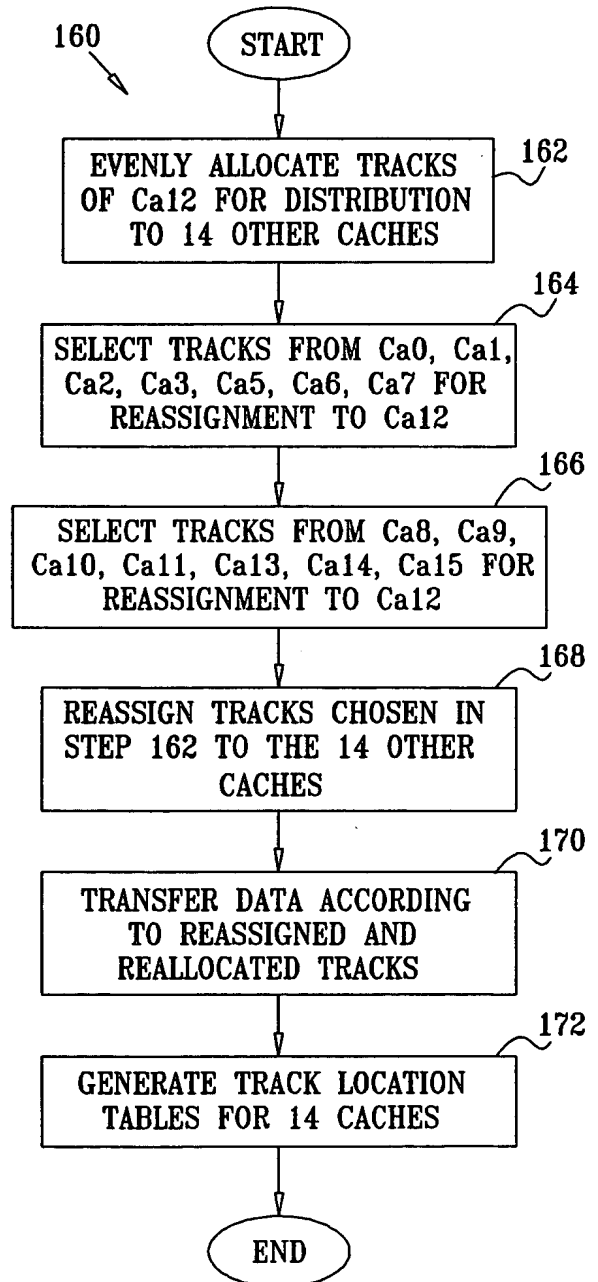 160
START
EVENLY ALLOCATE TRACKS
OF Ca12 FOR DISTRIBUTION
TO 14 OTHER CACHES
162
164
SELECT TRACKS FROM Ca0, Ca1,
Ca2, Ca3, Ca5, Ca6, Ca7 FOR
REASSIGNMENT TO Ca12
166
SELECT TRACKS FROM Ca8, Ca9,
Ca10, Ca11, Ca13, Ca14, Ca15 FOR
REASSIGNMENT TO Ca12
168
REASSIGN TRACKS CHOSEN IN
STEP 162 TO THE 14 OTHER
CACHES
170
TRANSFER DATA ACCORDING
TO REASSIGNED AND
REALLOCATED TRACKS
172
GENERATE TRACK LOCATION
TABLES FOR 14 CACHES
END